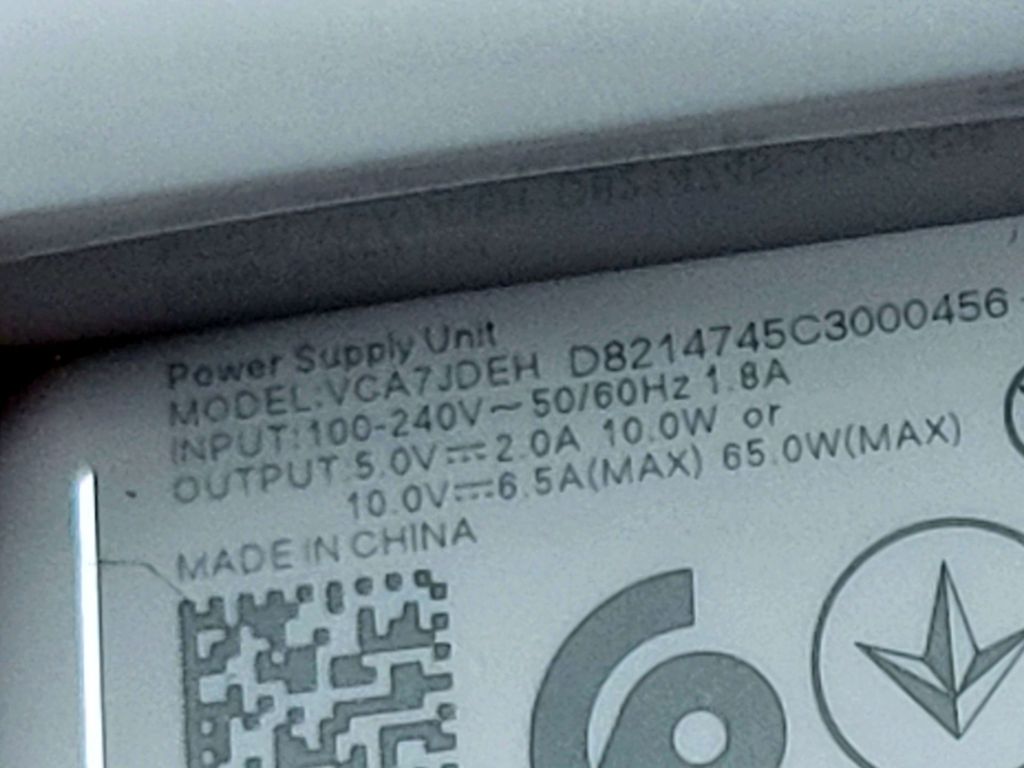 Power Supply Unit
MODEL:VCA7JDEH D8214745C3000456
INPUT:100-240V~50/60Hz 1.8A
OUTPUT:5.0V⎓2.0A 10.0W or
10.0V⎓6.5A(MAX) 65.0W(MAX)
MADE IN CHINA